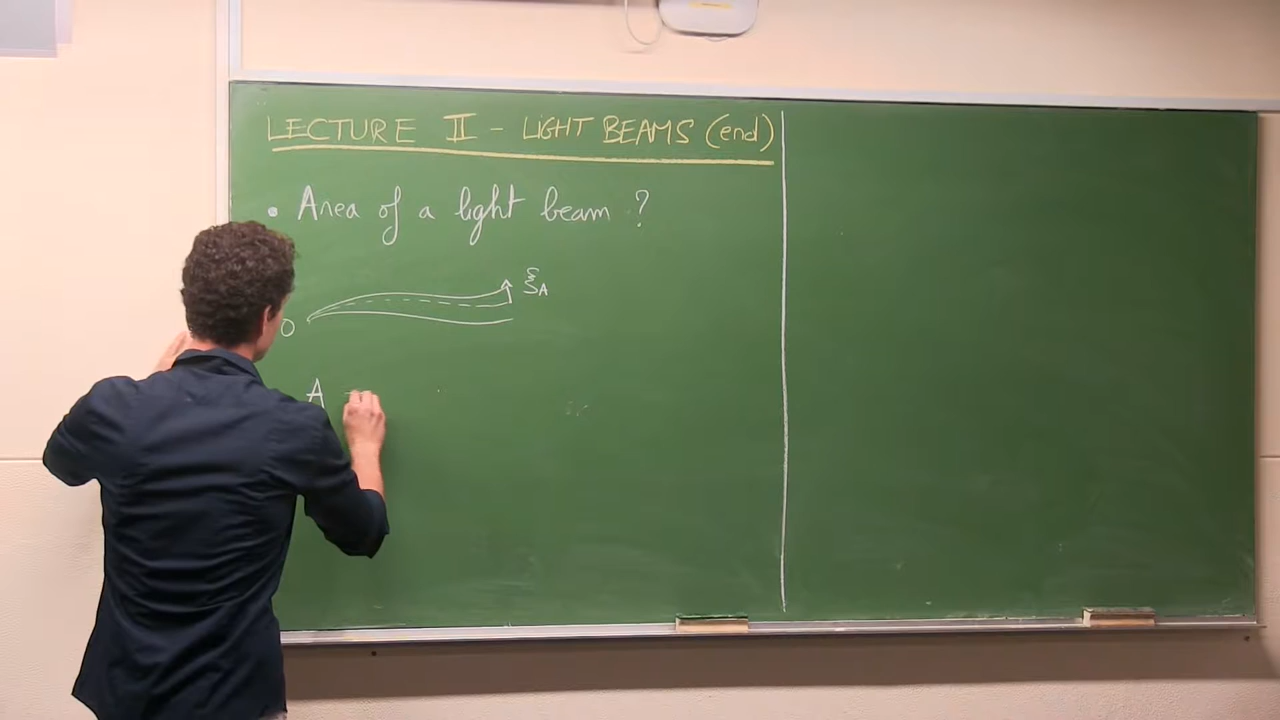 LECTURE II - LIGHT BEAMS (end)
• Area of a light beam ?
ξA
O
A =